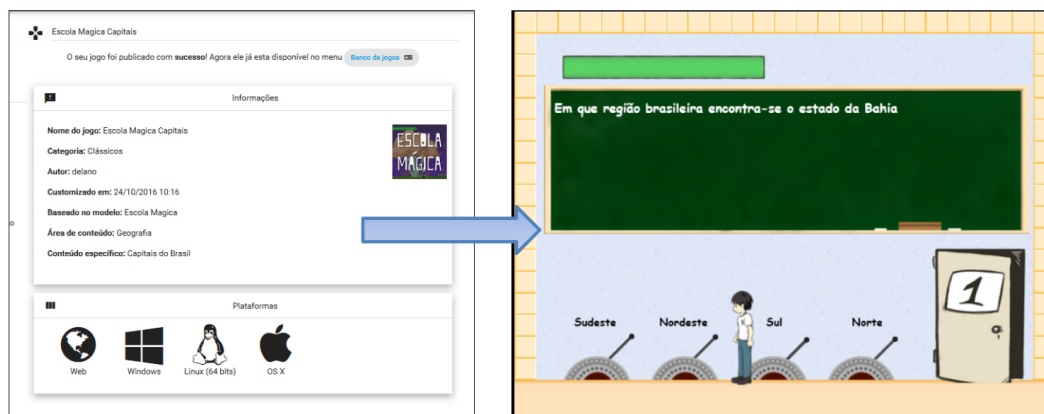 Escola Magica Capitais
O seu jogo foi publicado com sucesso! Agora ele já esta disponível no menu Banco de jogos
Informações
Nome do jogo: Escola Magica Capitais
Categoria: Clássicos
Autor: delano
Customizado em: 24/10/2016 10:16
Baseado no modelo: Escola Magica
Área de conteúdo: Geografia
Conteúdo específico: Capitais do Brasil
ESCOLA
MÁGICA
Plataformas
Web Windows Linux (64 bits) OS X
Em que região brasileira encontra-se o estado da Bahia
1
Sudeste Nordeste Sul Norte